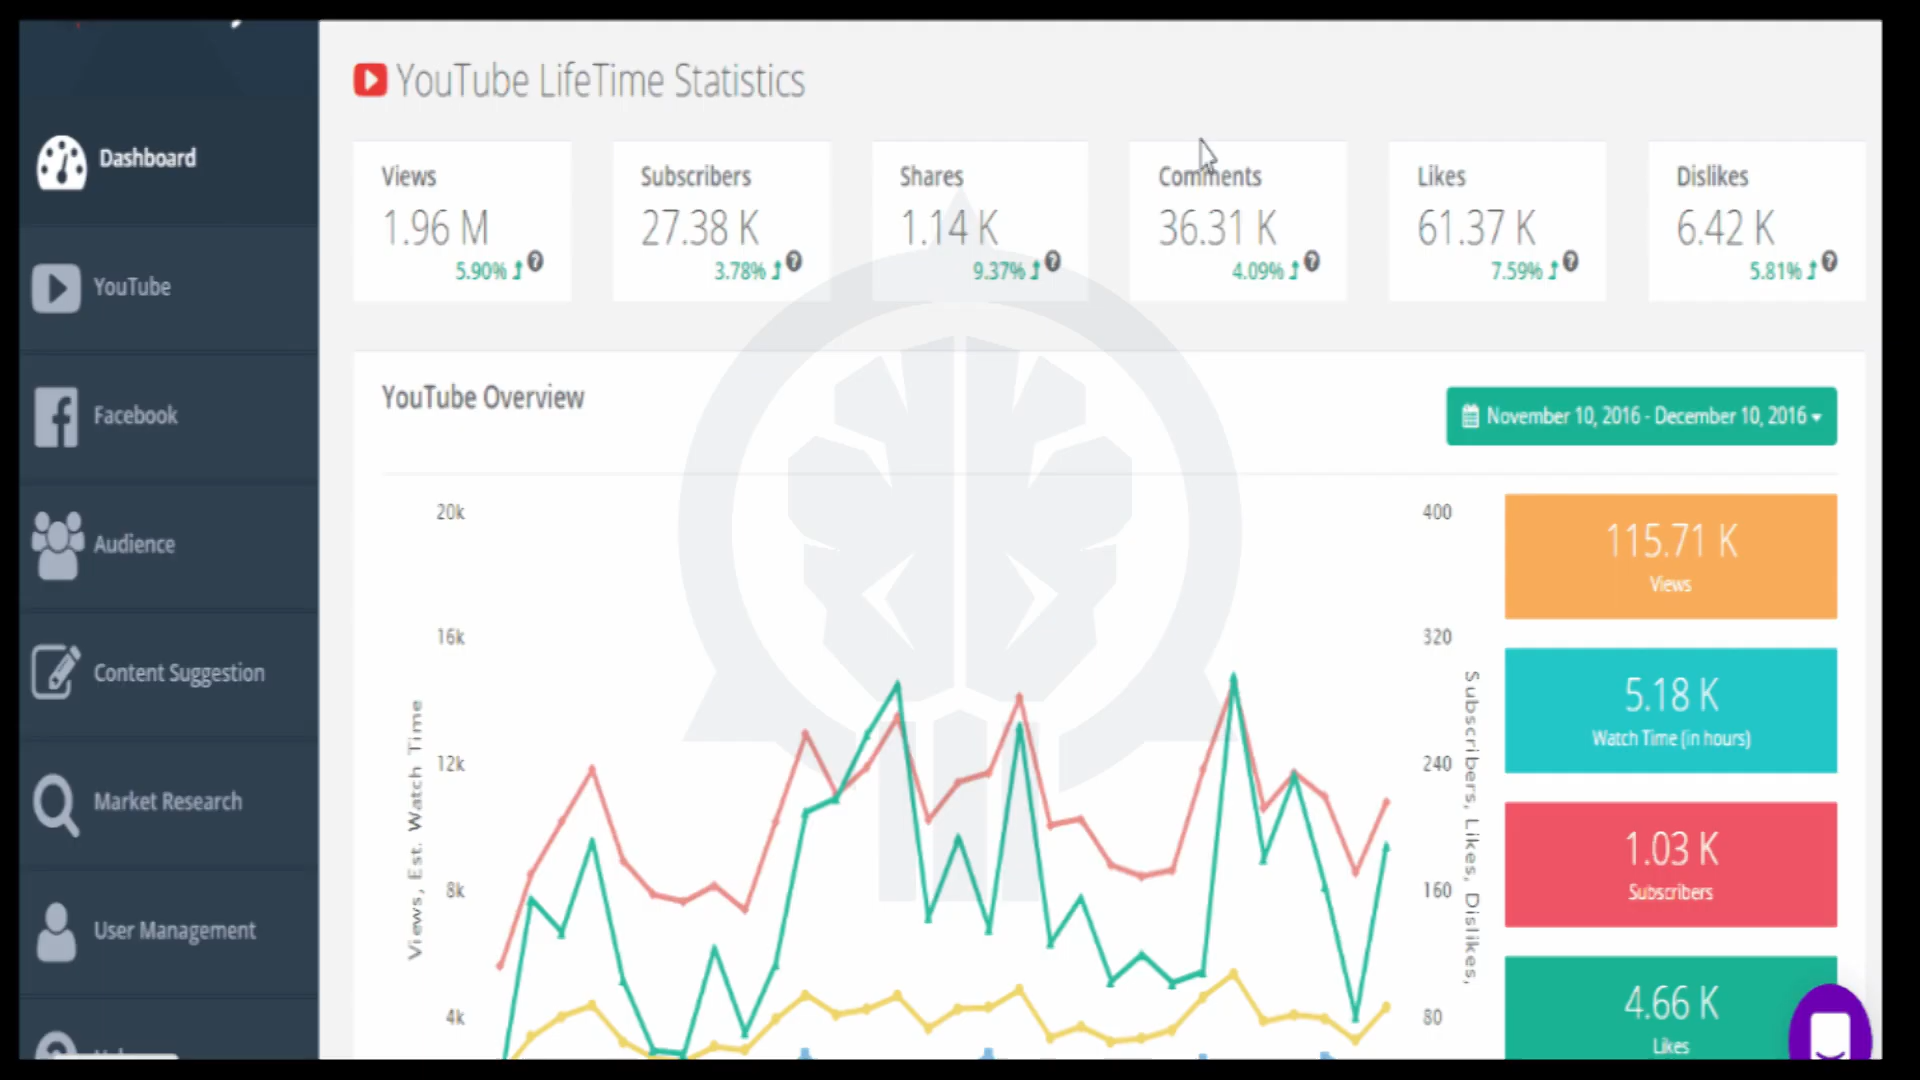 YouTube LifeTime Statistics
Dashboard
YouTube
Facebook
Audience
Content Suggestion
Market Research
User Management
Views
1.96 M
5.90%
Subscribers
27.38 K
3.78%
Shares
1.14 K
9.37%
Comments
36.31 K
4.09%
Likes
61.37 K
7.59%
Dislikes
6.42 K
5.81%
YouTube Overview
November 10, 2016 - December 10, 2016
20k
16k
12k
8k
4k
Views, Est. Watch Time
400
320
240
160
80
Subscribers, Likes, Dislikes,
115.71 K
Views
5.18 K
Watch Time (in hours)
1.03 K
Subscribers
4.66 K
Likes